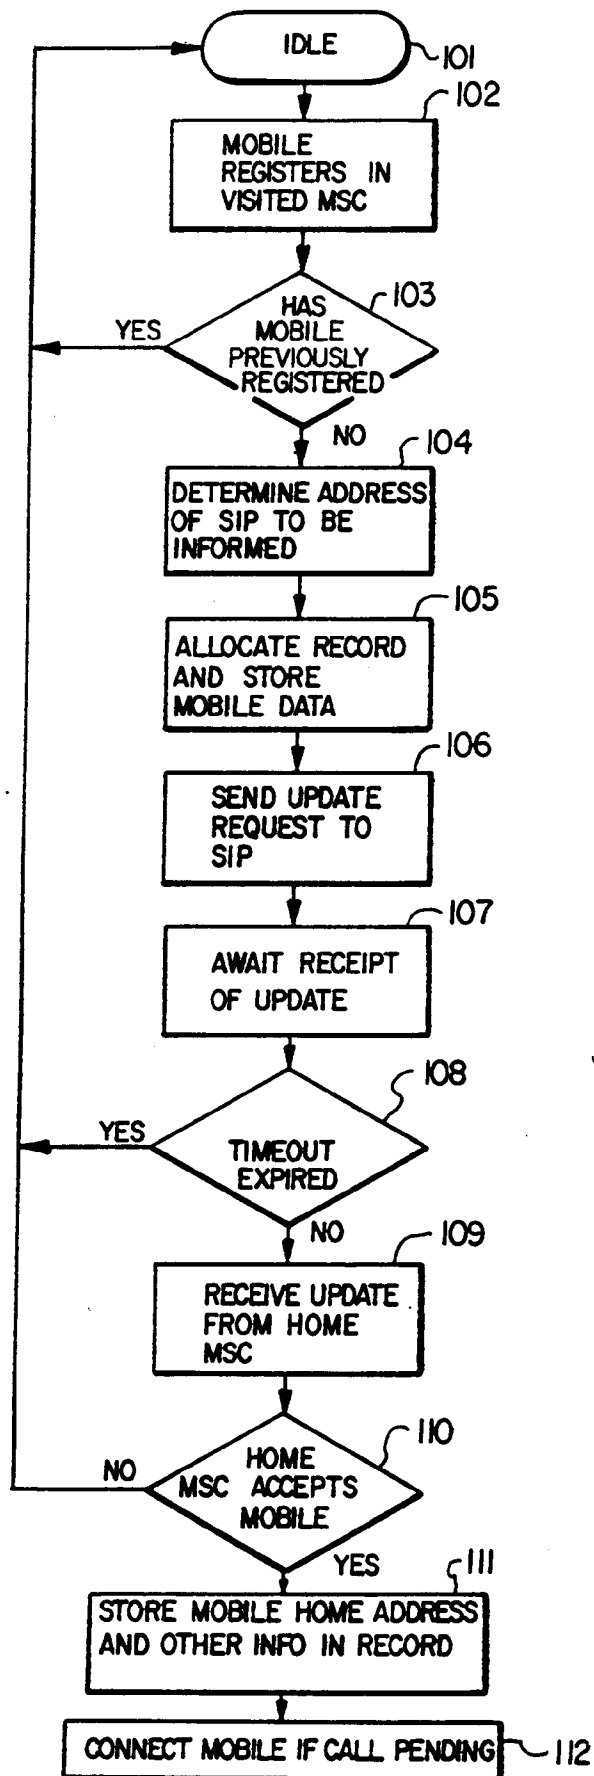 IDLE
101
102
MOBILE
REGISTERS IN
VISITED MSC
103
HAS
MOBILE
PREVIOUSLY
REGISTERED
YES
NO
104
DETERMINE ADDRESS
OF SIP TO BE
INFORMED
105
ALLOCATE RECORD
AND STORE
MOBILE DATA
106
SEND UPDATE
REQUEST TO
SIP
107
AWAIT RECEIPT
OF UPDATE
108
YES
TIMEOUT
EXPIRED
NO
109
RECEIVE UPDATE
FROM HOME
MSC
110
HOME
MSC ACCEPTS
MOBILE
NO
YES
111
STORE MOBILE HOME ADDRESS
AND OTHER INFO IN RECORD
CONNECT MOBILE IF CALL PENDING
112